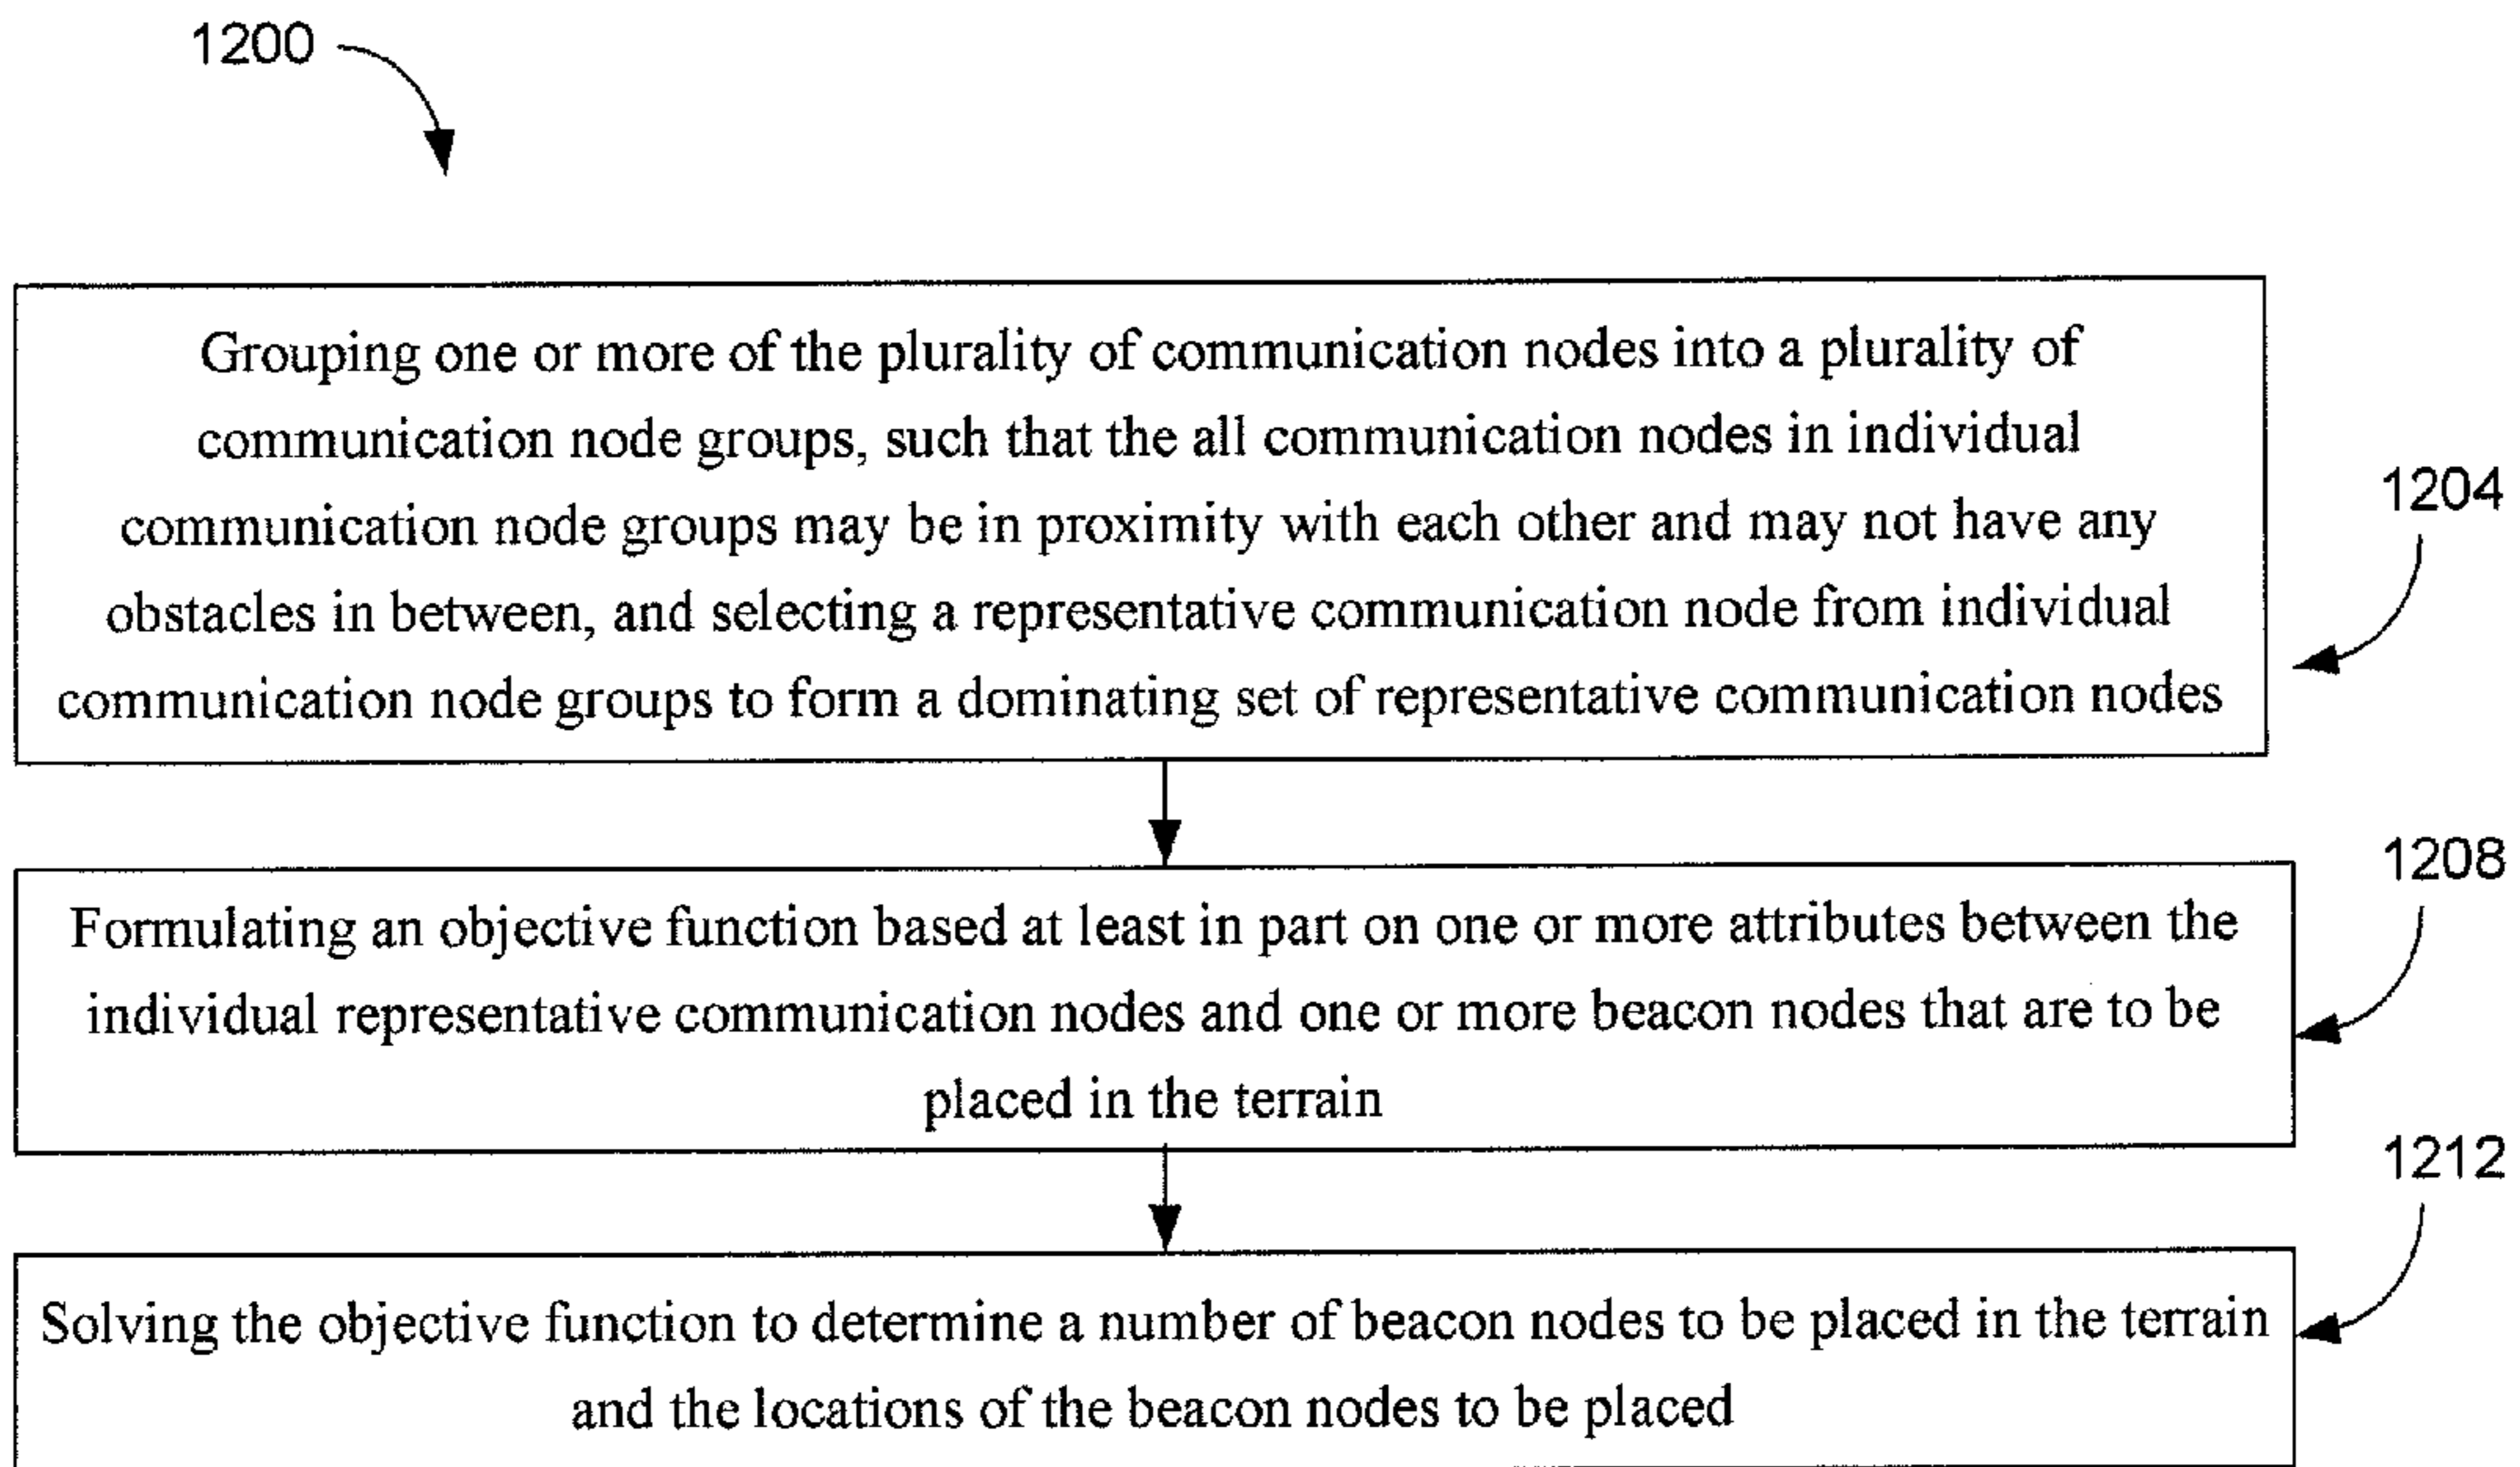 1200
Grouping one or more of the plurality of communication nodes into a plurality of
communication node groups, such that the all communication nodes in individual
communication node groups may be in proximity with each other and may not have any
obstacles in between, and selecting a representative communication node from individual
communication node groups to form a dominating set of representative communication nodes
1204
Formulating an objective function based at least in part on one or more attributes between the
individual representative communication nodes and one or more beacon nodes that are to be
placed in the terrain
1208
Solving the objective function to determine a number of beacon nodes to be placed in the terrain
and the locations of the beacon nodes to be placed
1212